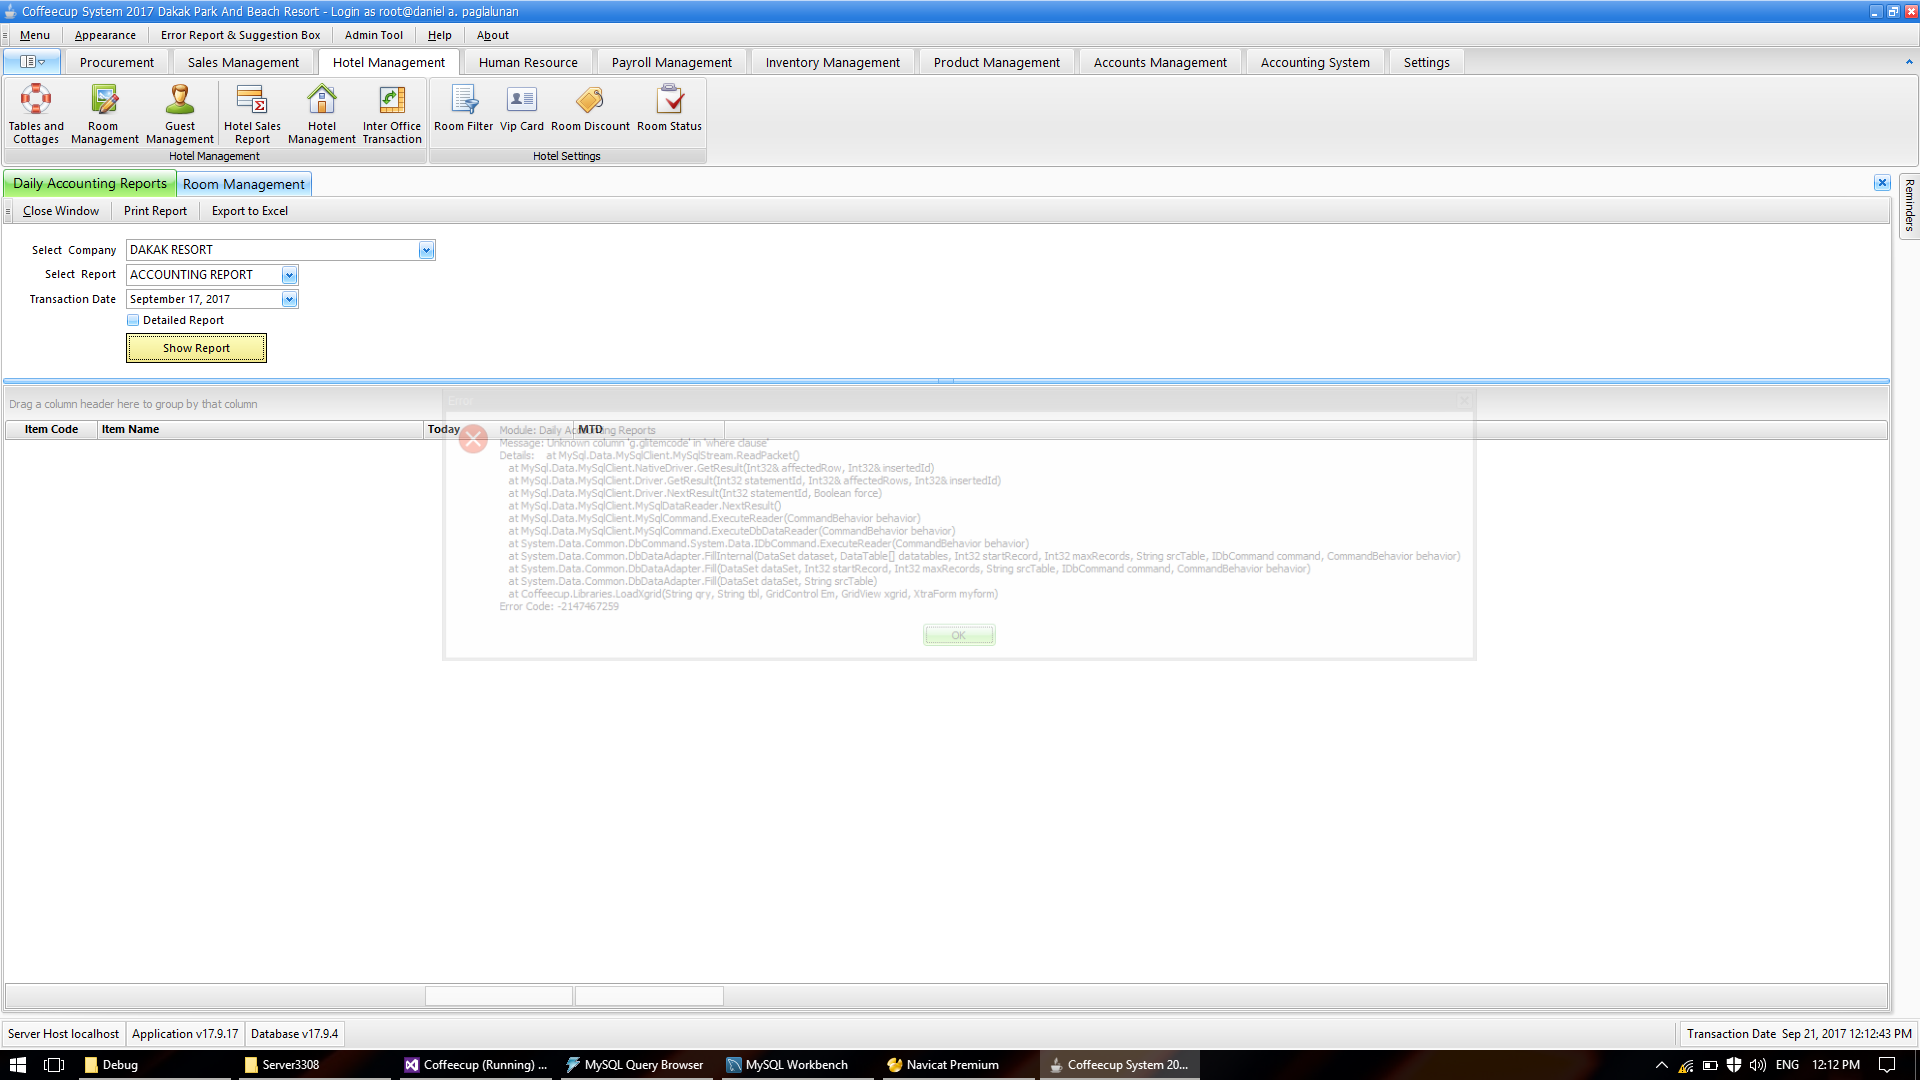 Coffeecup System 2017 Dakak Park And Beach Resort - Login as root@daniel a. paglalunan
Menu Appearance Error Report & Suggestion Box Admin Tool Help About
Procurement Sales Management Hotel Management Human Resource Payroll Management Inventory Management Product Management Accounts Management Accounting System Settings
Tables and Cottages
Room Management
Guest Management
Hotel Sales Report
Hotel Management
Inter Office Transaction
Room Filter
Vip Card
Room Discount
Room Status
Hotel Management
Hotel Settings
Daily Accounting Reports Room Management
Reminders
Close Window Print Report Export to Excel
Select Company DAKAK RESORT
Select Report ACCOUNTING REPORT
Transaction Date September 17, 2017
Detailed Report
Show Report
Drag a column header here to group by that column
Item Code Item Name Today MTD
Error
Module: Daily Accounting Reports
Message: Unknown column 'g.glitemcode' in 'where clause'
Details: at MySql.Data.MySqlClient.MySqlStream.ReadPacket()
at MySql.Data.MySqlClient.NativeDriver.GetResult(Int32& affectedRow, Int32& insertedId)
at MySql.Data.MySqlClient.Driver.GetResult(Int32 statementId, Int32& affectedRows, Int32& insertedId)
at MySql.Data.MySqlClient.Driver.NextResult(Int32 statementId, Boolean force)
at MySql.Data.MySqlClient.MySqlDataReader.NextResult()
at MySql.Data.MySqlClient.MySqlCommand.ExecuteReader(CommandBehavior behavior)
at MySql.Data.MySqlClient.MySqlCommand.ExecuteDbDataReader(CommandBehavior behavior)
at System.Data.Common.DbCommand.System.Data.IDbCommand.ExecuteReader(CommandBehavior behavior)
at System.Data.Common.DbDataAdapter.FillInternal(DataSet dataset, DataTable[] datatables, Int32 startRecord, Int32 maxRecords, String srcTable, IDbCommand command, CommandBehavior behavior)
at System.Data.Common.DbDataAdapter.Fill(DataSet dataSet, Int32 startRecord, Int32 maxRecords, String srcTable, IDbCommand command, CommandBehavior behavior)
at System.Data.Common.DbDataAdapter.Fill(DataSet dataSet, String srcTable)
at Coffeecup.Libraries.LoadXgrid(String qry, String tbl, GridControl Em, GridView xgrid, XtraForm myform)
Error Code: -2147467259
OK
Server Host localhost Application v17.9.17 Database v17.9.4 Transaction Date Sep 21, 2017 12:12:43 PM
Debug Server3308 Coffeecup (Running) ... MySQL Query Browser MySQL Workbench Navicat Premium Coffeecup System 20... ENG 12:12 PM